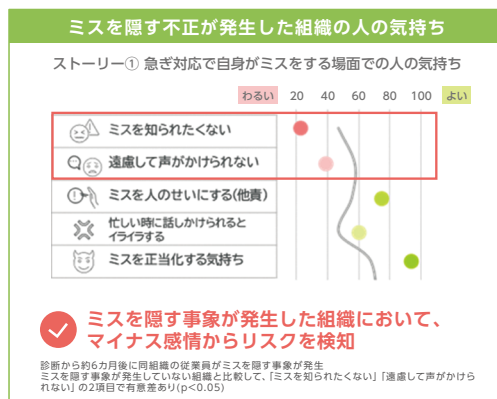 ミスを隠す不正が発生した組織の人の気持ち
ストーリー① 急ぎ対応で自身がミスをする場面での人の気持ち
わるい 20 40 60 80 100 よい
ミスを知られたくない
遠慮して声がかけられない
ミスを人のせいにする(他責)
忙しい時に話しかけられると
イライラする
ミスを正当化する気持ち
ミスを隠す事象が発生した組織において、
マイナス感情からリスクを検知
診断から約6カ月後に同組織の従業員がミスを隠す事象が発生
ミスを隠す事象が発生していない組織と比較して、「ミスを知られたくない」「遠慮して声がかけら
れない」の2項目で有意差あり(p<0.05)